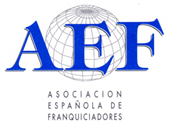 AEF
ASOCIACION
ESPAÑOLA DE
FRANQUICIADORES